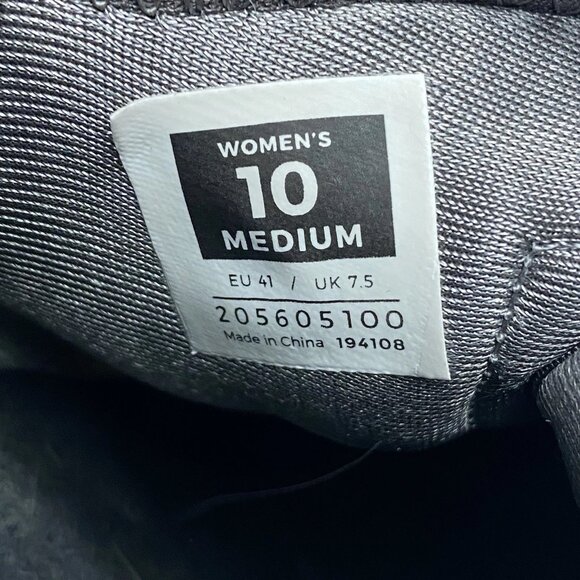 WOMEN'S
10
MEDIUM
EU 41 / UK 7.5
205605100
Made in China 194108